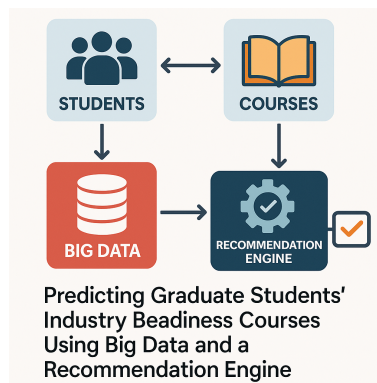 STUDENTS
COURSES
BIG DATA
RECOMMENDATION
ENGINE
Predicting Graduate Students'
Industry Beadiness Courses
Using Big Data and a
Recommendation Engine